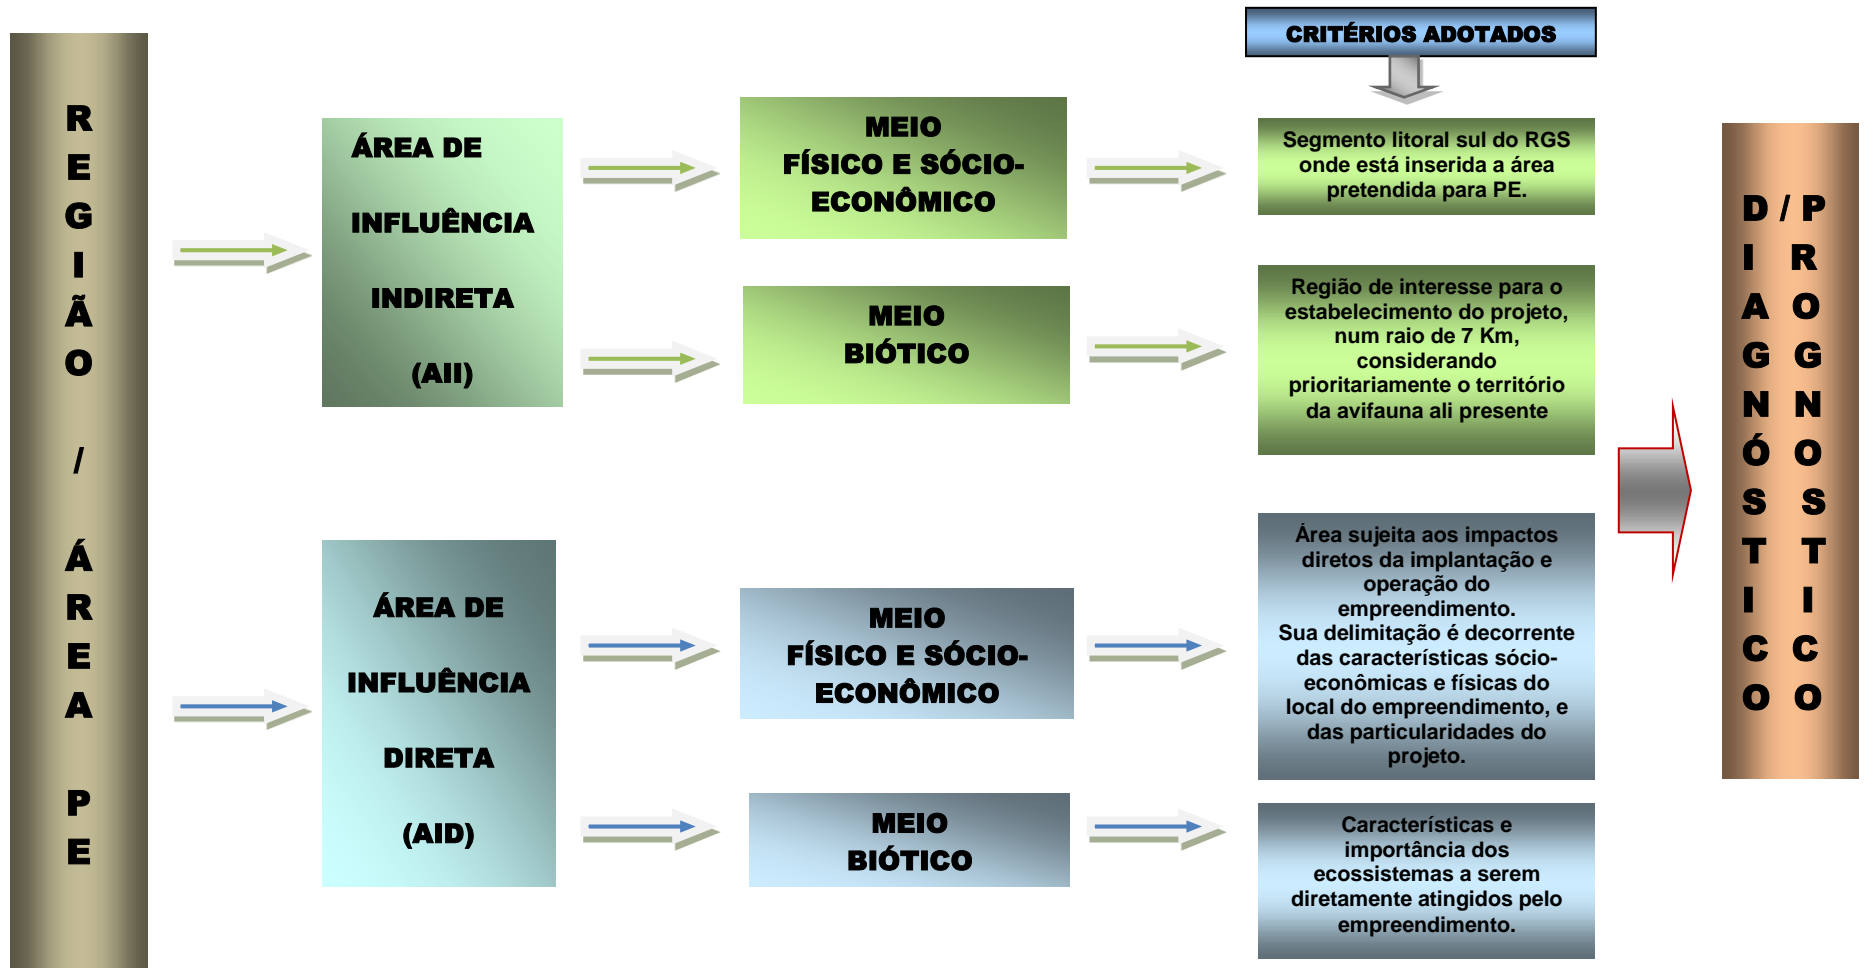 CRITÉRIOS ADOTADOS
REGIÃO / ÁREA PE
ÁREA DE
INFLUÊNCIA
INDIRETA
(AII)
MEIO
FÍSICO E SÓCIO-
ECONÔMICO
Segmento litoral sul do RGS
onde está inserida a área
pretendida para PE.
MEIO
BIÓTICO
Região de interesse para o
estabelecimento do projeto,
num raio de 7 Km,
considerando
prioritariamente o território
da avifauna ali presente
ÁREA DE
INFLUÊNCIA
DIRETA
(AID)
MEIO
FÍSICO E SÓCIO-
ECONÔMICO
Área sujeita aos impactos
diretos da implantação e
operação do
empreendimento.
Sua delimitação é decorrente
das características sócio-
econômicas e físicas do
local do empreendimento, e
das particularidades do
projeto.
MEIO
BIÓTICO
Características e
importância dos
ecossistemas a serem
diretamente atingidos pelo
empreendimento.
DIAGNÓSTICO /
PROGNOSTICO